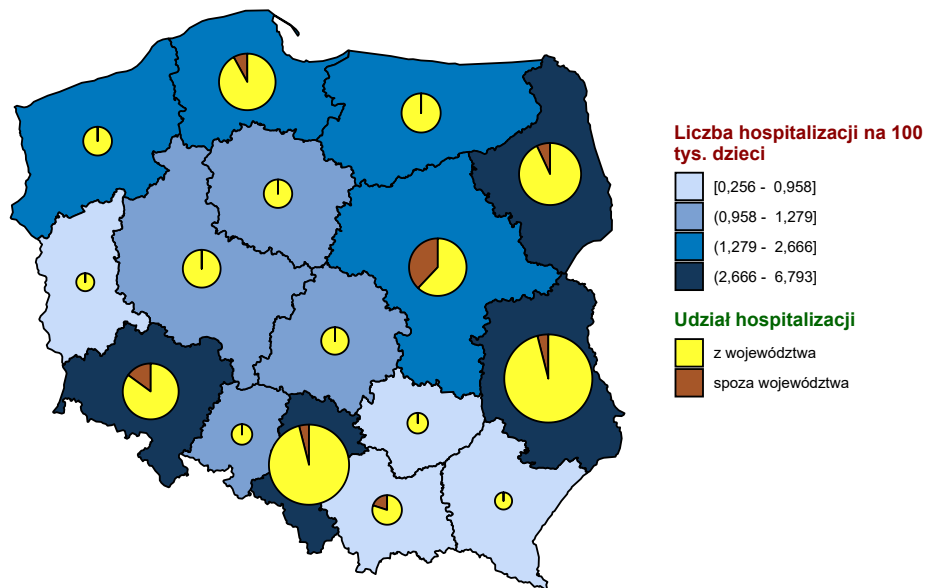 Liczba hospitalizacji na 100
tys. dzieci
[0,256 - 0,958]
(0,958 - 1,279]
(1,279 - 2,666]
(2,666 - 6,793]
Udział hospitalizacji
z województwa
spoza województwa